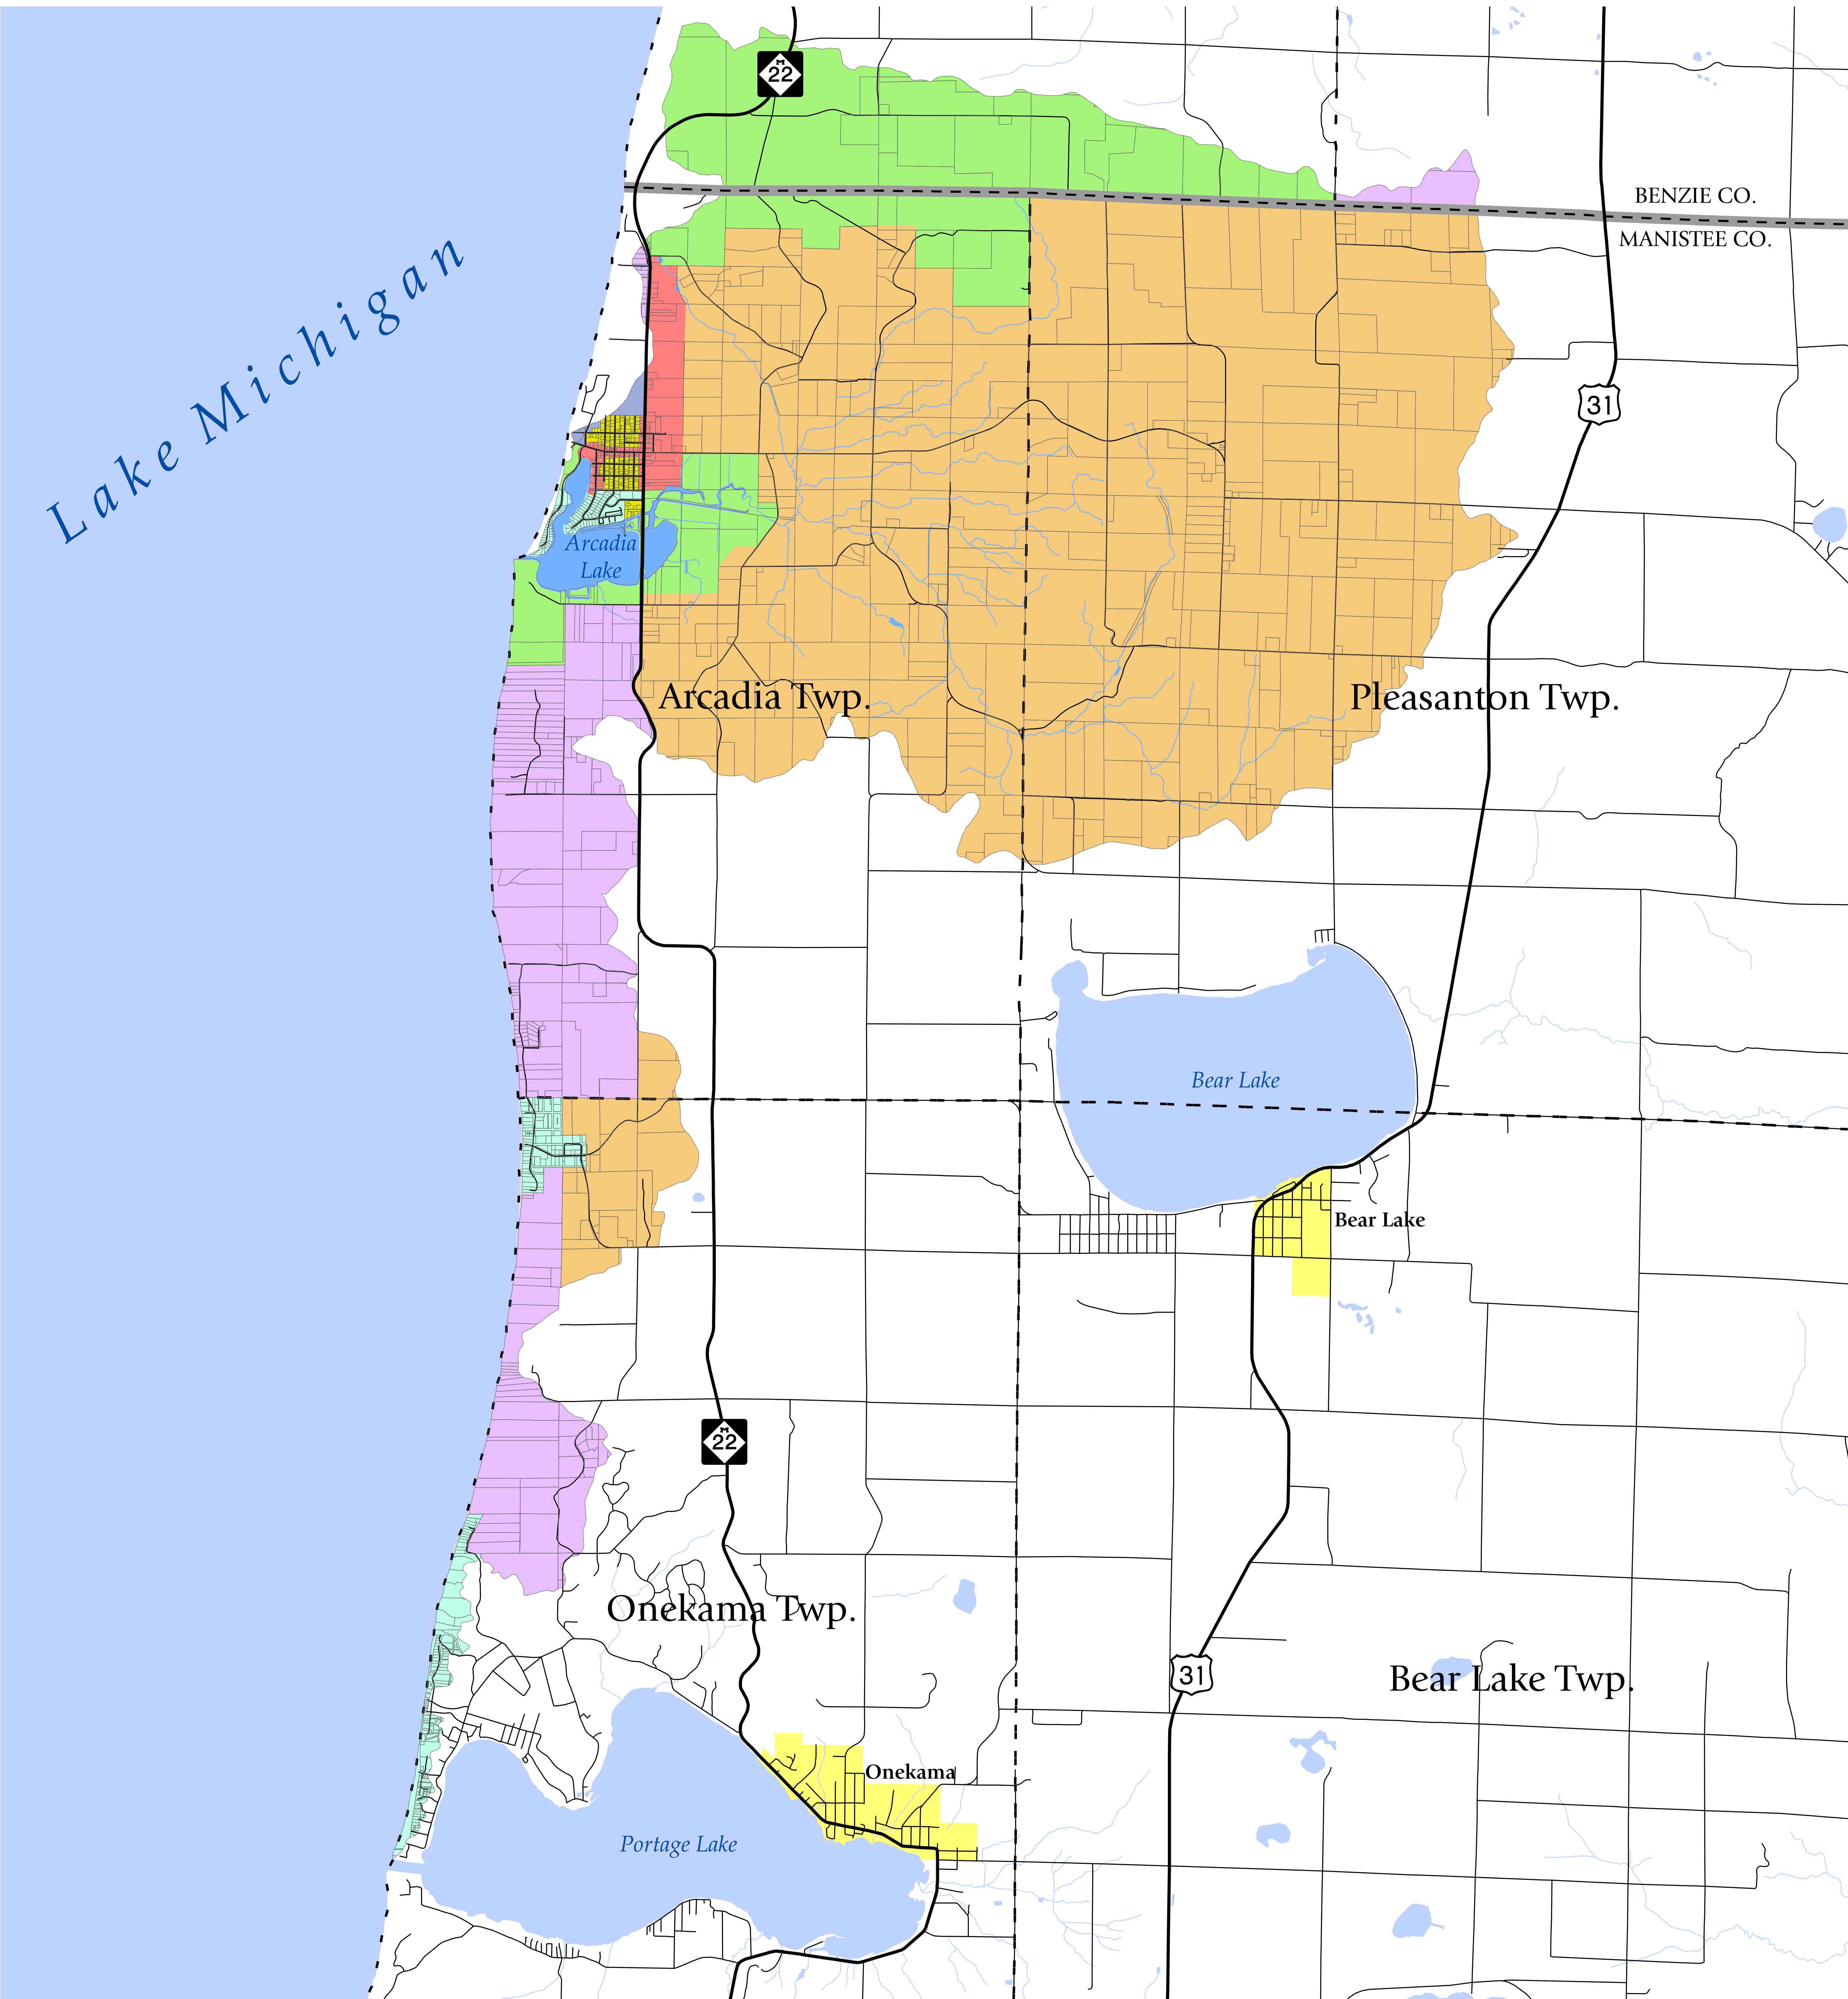 M
22
BENZIE CO.
MANISTEE CO.
Lake Michigan
31
Arcadia
Lake
Arcadia Twp.
Pleasanton Twp.
Bear Lake
Bear Lake
M
22
Onekama Twp.
31
Bear Lake Twp.
Onekama
Portage Lake